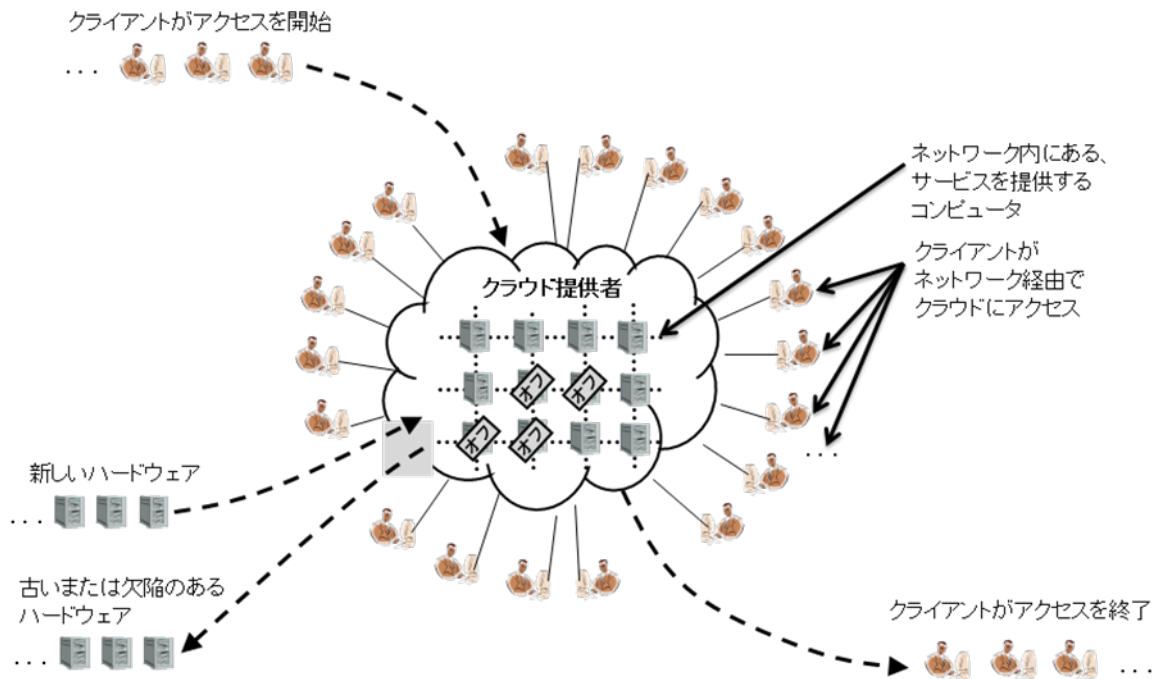 クライアントがアクセスを開始
...
ネットワーク内にある、
サービスを提供する
コンピュータ
クライアントが
ネットワーク経由で
クラウドにアクセス
クラウド提供者
オフ
オフ
オフ
オフ
...
新しいハードウェア
...
古いまたは欠陥のある
ハードウェア
...
クライアントがアクセスを終了
...